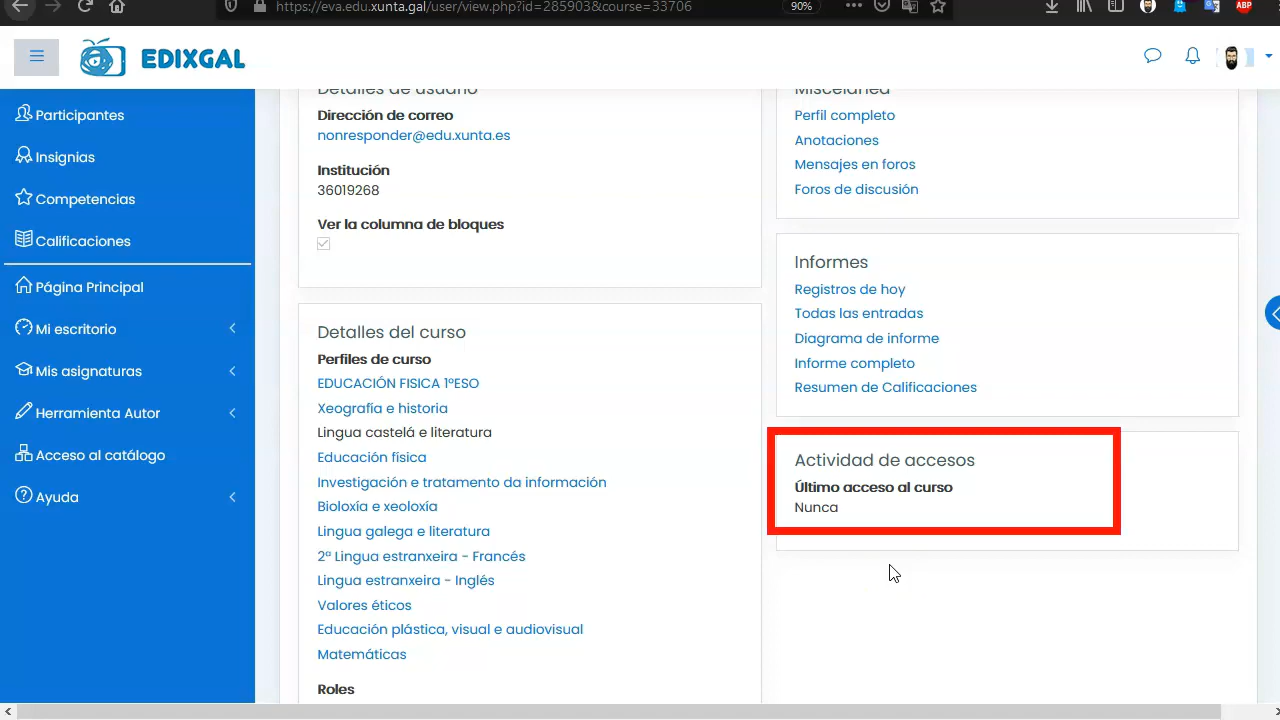 https://eva.edu.xunta.gal/user/view.php?id=285903&course=33706
90%
ABP
EDIXGAL
Participantes
Insignias
Competencias
Calificaciones
Página Principal
Mi escritorio
Mis asignaturas
Herramienta Autor
Acceso al catálogo
Ayuda
Detalles de usuario
Dirección de correo
nonresponder@edu.xunta.es
Institución
36019268
Ver la columna de bloques
Detalles del curso
Perfiles de curso
EDUCACIÓN FISICA 1ºESO
Xeografía e historia
Lingua castelá e literatura
Educación física
Investigación e tratamento da información
Bioloxía e xeoloxía
Lingua galega e literatura
2ª Lingua estranxeira - Francés
Lingua estranxeira - Inglés
Valores éticos
Educación plástica, visual e audiovisual
Matemáticas
Roles
Miscelánea
Perfil completo
Anotaciones
Mensajes en foros
Foros de discusión
Informes
Registros de hoy
Todas las entradas
Diagrama de informe
Informe completo
Resumen de Calificaciones
Actividad de accesos
Último acceso al curso
Nunca